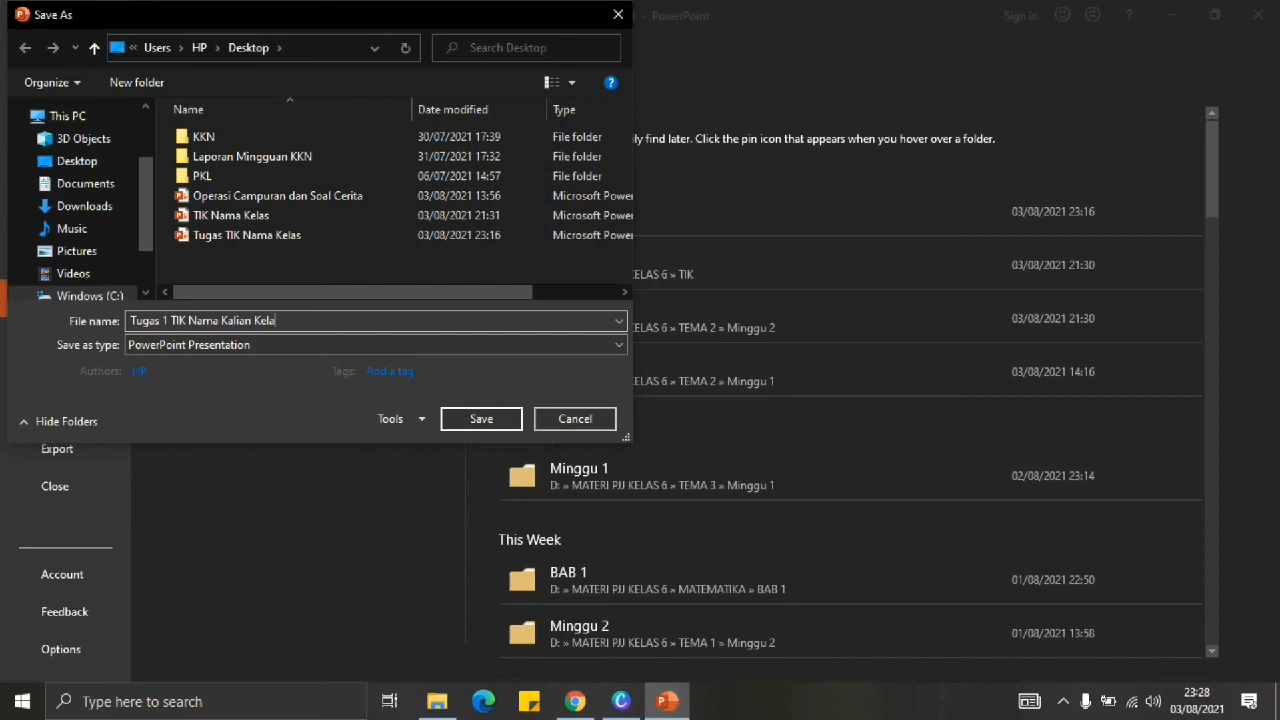 Save As
- PowerPoint
Sign in
?
«
Users › HP › Desktop ›
Search Desktop
Organize
New folder
?
Name
Date modified
Type
This PC
3D Objects
Desktop
Documents
Downloads
Music
Pictures
Videos
Windows (C:)
KKN 30/07/2021 17:39 File folder
Laporan Mingguan KKN 31/07/2021 17:32 File folder
PKL 06/07/2021 14:57 File folder
Operasi Campuran dan Soal Cerita 03/08/2021 13:56 Microsoft Power
TIK Nama Kelas 03/08/2021 21:31 Microsoft Power
Tugas TIK Nama Kelas 03/08/2021 23:16 Microsoft Power
File name: Tugas 1 TIK Nama Kalian Kela
Save as type: PowerPoint Presentation
Authors: HP
Tags: Add a tag
Hide Folders
Tools
Save
Cancel
ily find later. Click the pin icon that appears when you hover over a folder.
03/08/2021 23:16
ELAS 6 » TIK
03/08/2021 21:30
ELAS 6 » TEMA 2 » Minggu 2
03/08/2021 21:30
ELAS 6 » TEMA 2 » Minggu 1
03/08/2021 14:16
Minggu 1
D: » MATERI PJJ KELAS 6 » TEMA 3 » Minggu 1
02/08/2021 23:14
This Week
BAB 1
D: » MATERI PJJ KELAS 6 » MATEMATIKA » BAB 1
01/08/2021 22:50
Minggu 2
D: » MATERI PJJ KELAS 6 » TEMA 1 » Minggu 2
01/08/2021 13:58
Export
Close
Account
Feedback
Options
Type here to search
23:28
03/08/2021